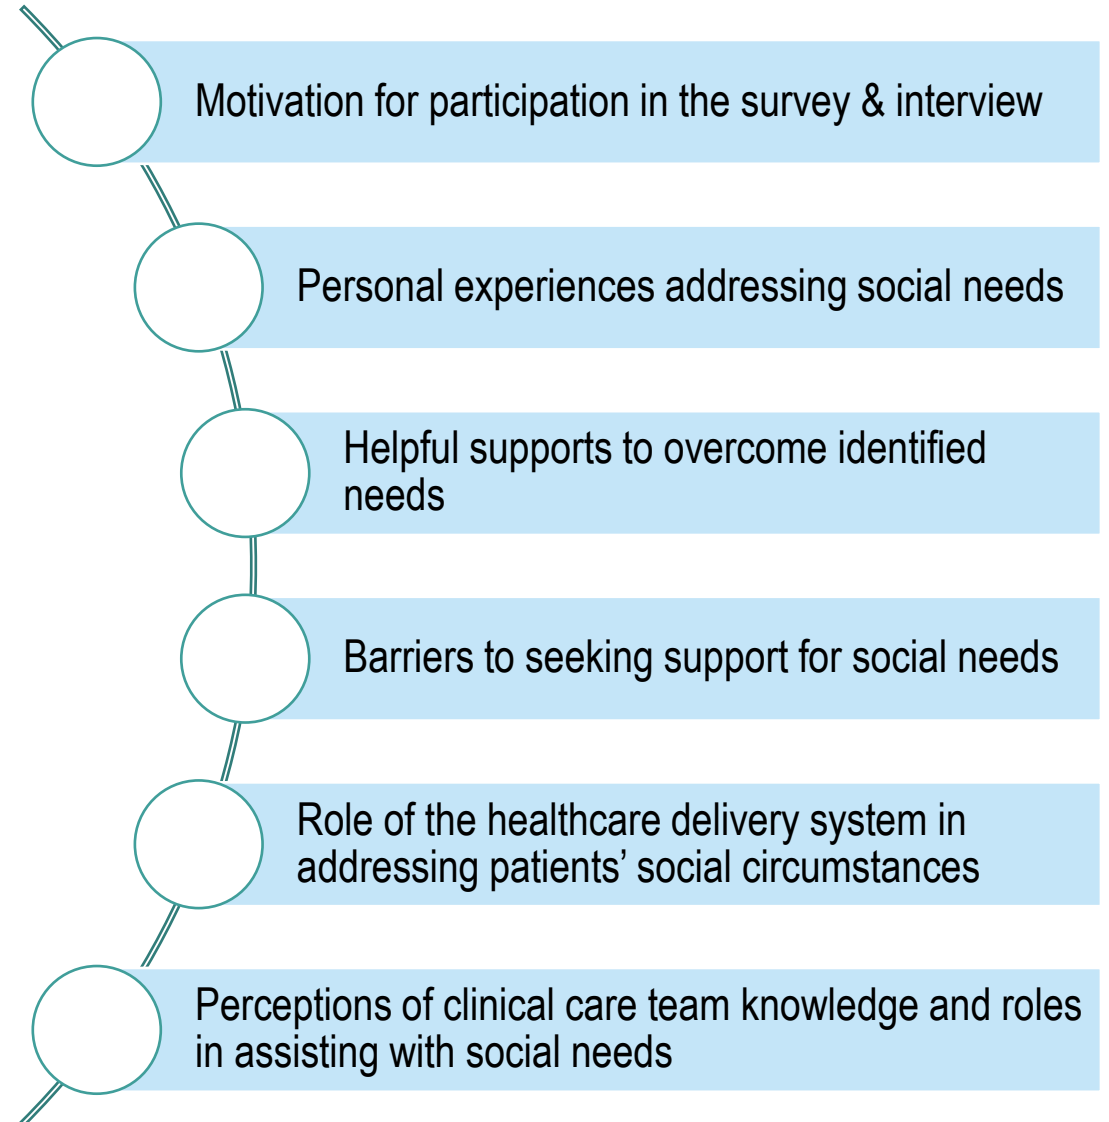 Motivation for participation in the survey & interview
Personal experiences addressing social needs
Helpful supports to overcome identified
needs
Barriers to seeking support for social needs
Role of the healthcare delivery system in
addressing patients’ social circumstances
Perceptions of clinical care team knowledge and roles
in assisting with social needs